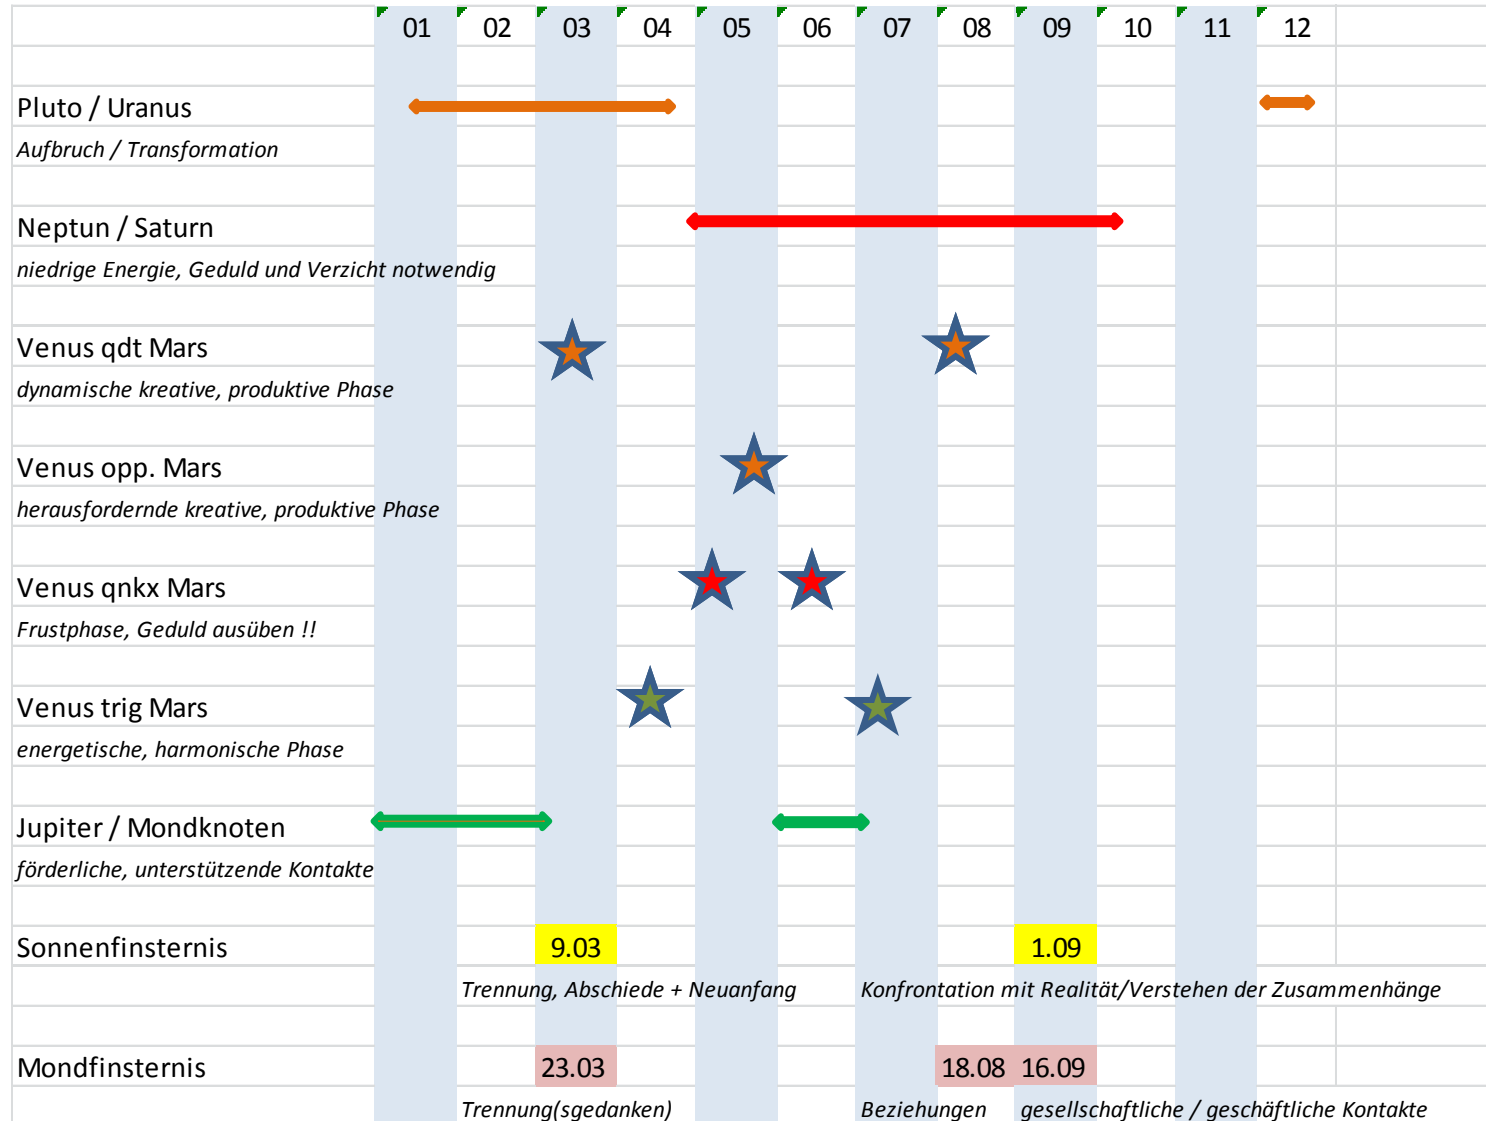 01 02 03 04 05 06 07 08 09 10 11 12
Pluto / Uranus
Aufbruch / Transformation
Neptun / Saturn
niedrige Energie, Geduld und Verzicht notwendig
Venus qdt Mars
dynamische kreative, produktive Phase
Venus opp. Mars
herausfordernde kreative, produktive Phase
Venus qnkx Mars
Frustphase, Geduld ausüben !!
Venus trig Mars
energetische, harmonische Phase
Jupiter / Mondknoten
förderliche, unterstützende Kontakte
Sonnenfinsternis 9.03 1.09
Trennung, Abschiede + Neuanfang Konfrontation mit Realität/Verstehen der Zusammenhänge
Mondfinsternis 23.03 18.08 16.09
Trennung(sgedanken) Beziehungen gesellschaftliche / geschäftliche Kontakte